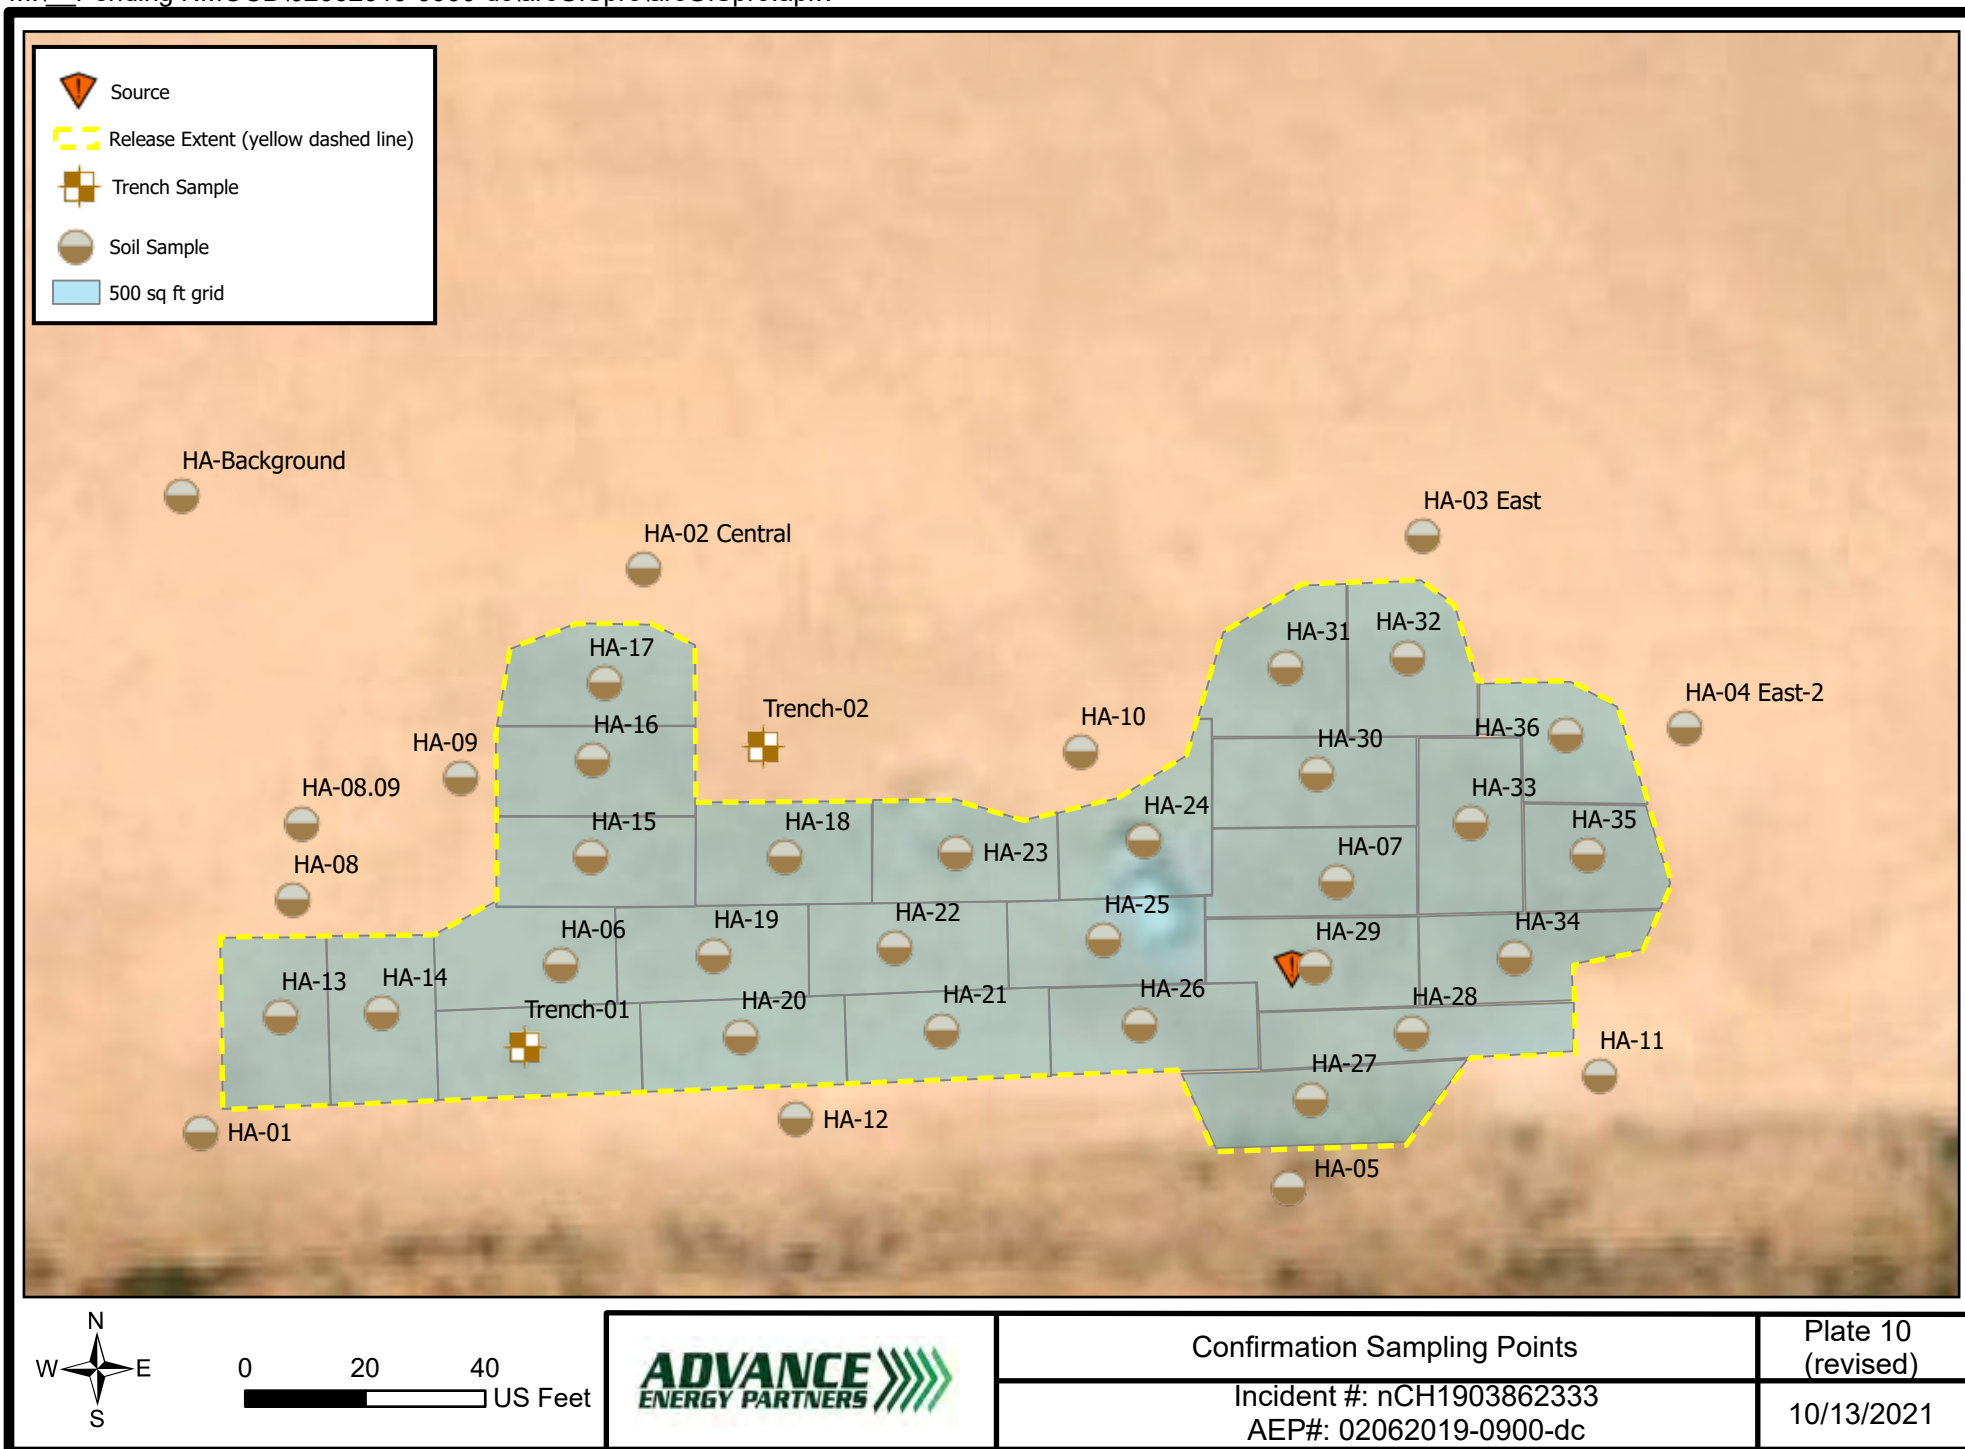 Source
Release Extent (yellow dashed line)
Trench Sample
Soil Sample
500 sq ft grid
HA-Background
HA-03 East
HA-02 Central
HA-31
HA-32
HA-17
HA-04 East-2
Trench-02
HA-10
HA-16
HA-36
HA-30
HA-09
HA-08.09
HA-33
HA-24
HA-15
HA-18
HA-35
HA-23
HA-07
HA-08
HA-25
HA-22
HA-19
HA-06
HA-34
HA-29
HA-14
HA-13
HA-26
HA-21
HA-28
HA-20
Trench-01
HA-11
HA-27
HA-12
HA-01
HA-05
N
W
E
S
0 20 40
US Feet
ADVANCE
ENERGY PARTNERS
Confirmation Sampling Points
Incident #: nCH1903862333
AEP#: 02062019-0900-dc
Plate 10
(revised)
10/13/2021